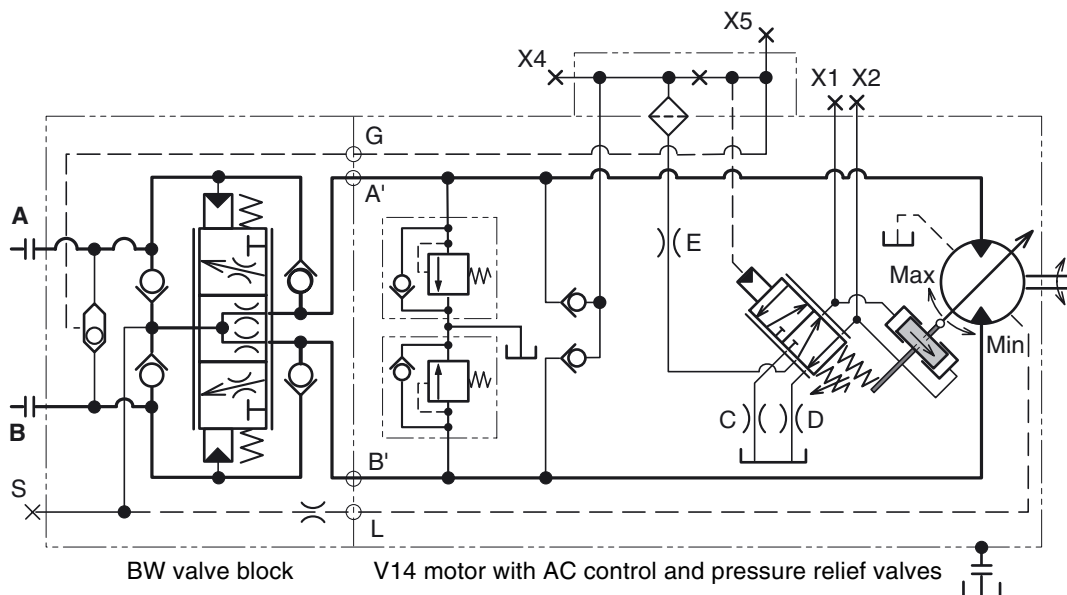 X5
X4
X1 X2
G
A'
A
E
Max
Min
C D
B
B'
S
L
BW valve block
V14 motor with AC control and pressure relief valves